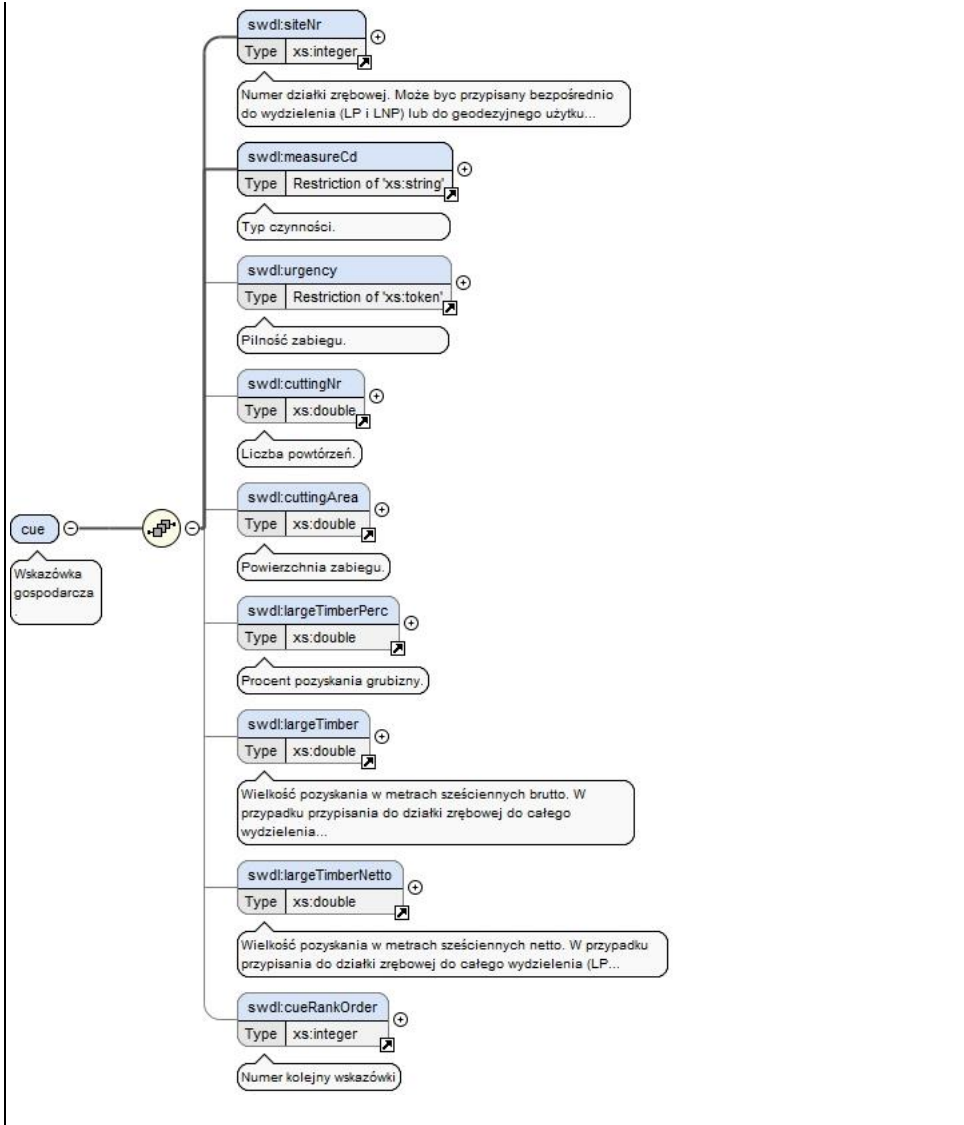 swdl:siteNr
Type xs:integer
Numer działki zrębowej. Może byc przypisany bezpośrednio
do wydzielenia (LP i LNP) lub do geodezyjnego użytku...
swdl:measureCd
Type Restriction of 'xs:string'
Typ czynności.
swdl:urgency
Type Restriction of 'xs:token'
Pilność zabiegu.
swdl:cuttingNr
Type xs:double
Liczba powtórzeń.
swdl:cuttingArea
Type xs:double
Powierzchnia zabiegu.
cue
Wskazówka
gospodarcza
.
swdl:largeTimberPerc
Type xs:double
Procent pozyskania grubizny.
swdl:largeTimber
Type xs:double
Wielkość pozyskania w metrach sześciennych brutto. W
przypadku przypisania do działki zrębowej do całego
wydzielenia...
swdl:largeTimberNetto
Type xs:double
Wielkość pozyskania w metrach sześciennych netto. W przypadku
przypisania do działki zrębowej do całego wydzielenia (LP...
swdl:cueRankOrder
Type xs:integer
Numer kolejny wskazówki